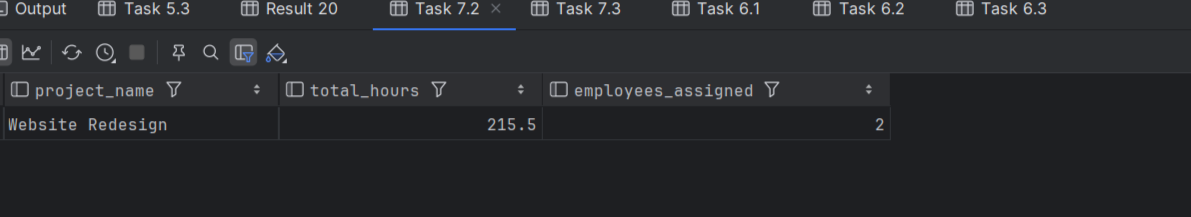 Output Task 5.3 Result 20 Task 7.2 Task 7.3 Task 6.1 Task 6.2 Task 6.3
project_name total_hours employees_assigned
Website Redesign 215.5 2